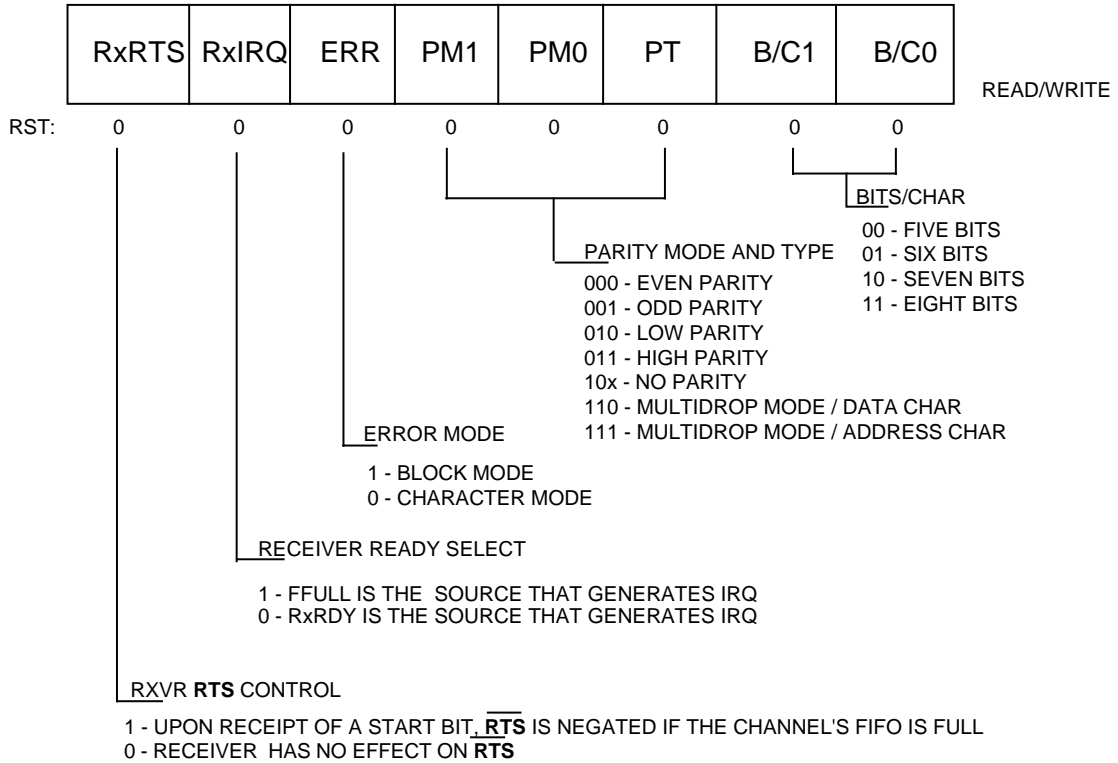 RxRTS RxIRQ ERR PM1 PM0 PT B/C1 B/C0
READ/WRITE
RST: 0 0 0 0 0 0 0 0
BITS/CHAR
00 - FIVE BITS
01 - SIX BITS
10 - SEVEN BITS
11 - EIGHT BITS
PARITY MODE AND TYPE
000 - EVEN PARITY
001 - ODD PARITY
010 - LOW PARITY
011 - HIGH PARITY
10x - NO PARITY
110 - MULTIDROP MODE / DATA CHAR
111 - MULTIDROP MODE / ADDRESS CHAR
ERROR MODE
1 - BLOCK MODE
0 - CHARACTER MODE
RECEIVER READY SELECT
1 - FFULL IS THE SOURCE THAT GENERATES IRQ
0 - RxRDY IS THE SOURCE THAT GENERATES IRQ
RXVR RTS CONTROL
1 - UPON RECEIPT OF A START BIT, RTS IS NEGATED IF THE CHANNEL'S FIFO IS FULL
0 - RECEIVER HAS NO EFFECT ON RTS